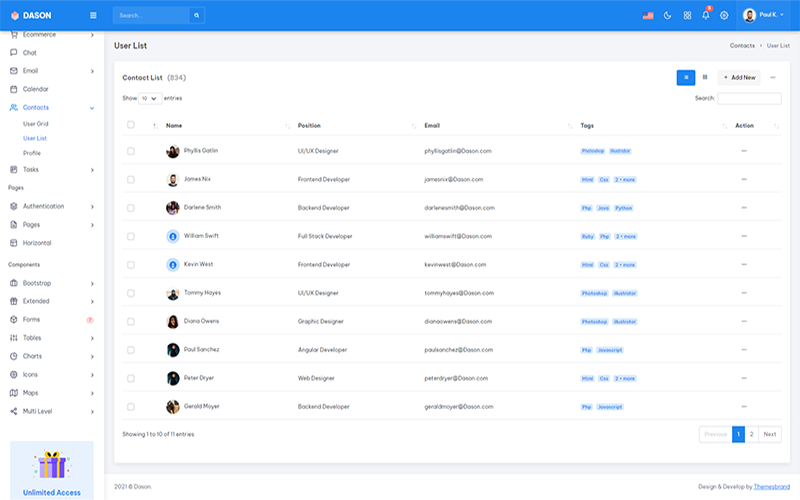 DASON
Search...
8
Paul K.
Ecommerce
Chat
Email
Calendar
Contacts
User Grid
User List
Profile
Tasks
Pages
Authentication
Pages
Horizontal
Components
Bootstrap
Extended
Forms
7
Tables
Charts
Icons
Maps
Multi Level
Unlimited Access
User List
Contacts > User List
Contact List (834)
+ Add New
Show 10 entries
Search:
Name Position Email Tags Action
Phyllis Gatlin UI/UX Designer phyllisgatlin@Dason.com Photoshop illustrator
James Nix Frontend Developer jamesnix@Dason.com Html Css 2 + more
Darlene Smith Backend Developer darlenesmith@Dason.com Php Java Python
William Swift Full Stack Developer williamswift@Dason.com Ruby Php 2 + more
Kevin West Frontend Developer kevinwest@Dason.com Html Css 2 + more
Tommy Hayes UI/UX Designer tommyhayes@Dason.com Photoshop illustrator
Diana Owens Graphic Designer dianaowens@Dason.com Photoshop illustrator
Paul Sanchez Angular Developer paulsanchez@Dason.com Php Javascript
Peter Dryer Web Designer peterdryer@Dason.com Html Css 2 + more
Gerald Moyer Backend Developer geraldmoyer@Dason.com Php Javascript
Showing 1 to 10 of 11 entries
Previous 1 2 Next
2021 © Dason.
Design & Develop by Themesbrand